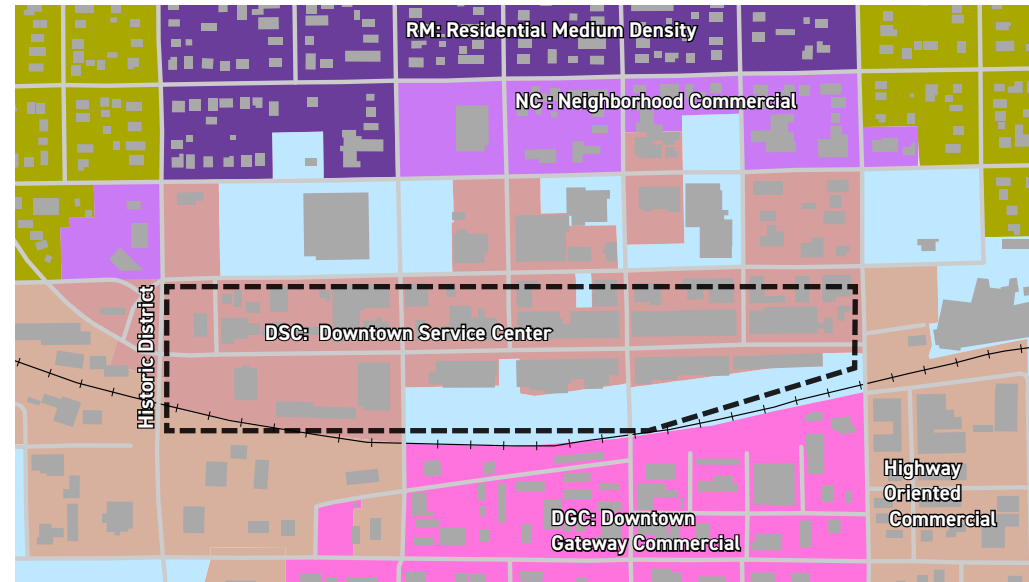 RM: Residential Medium Density
NC : Neighborhood Commercial
Historic District
DSC: Downtown Service Center
Highway
Oriented
Commercial
DGC: Downtown
Gateway Commercial